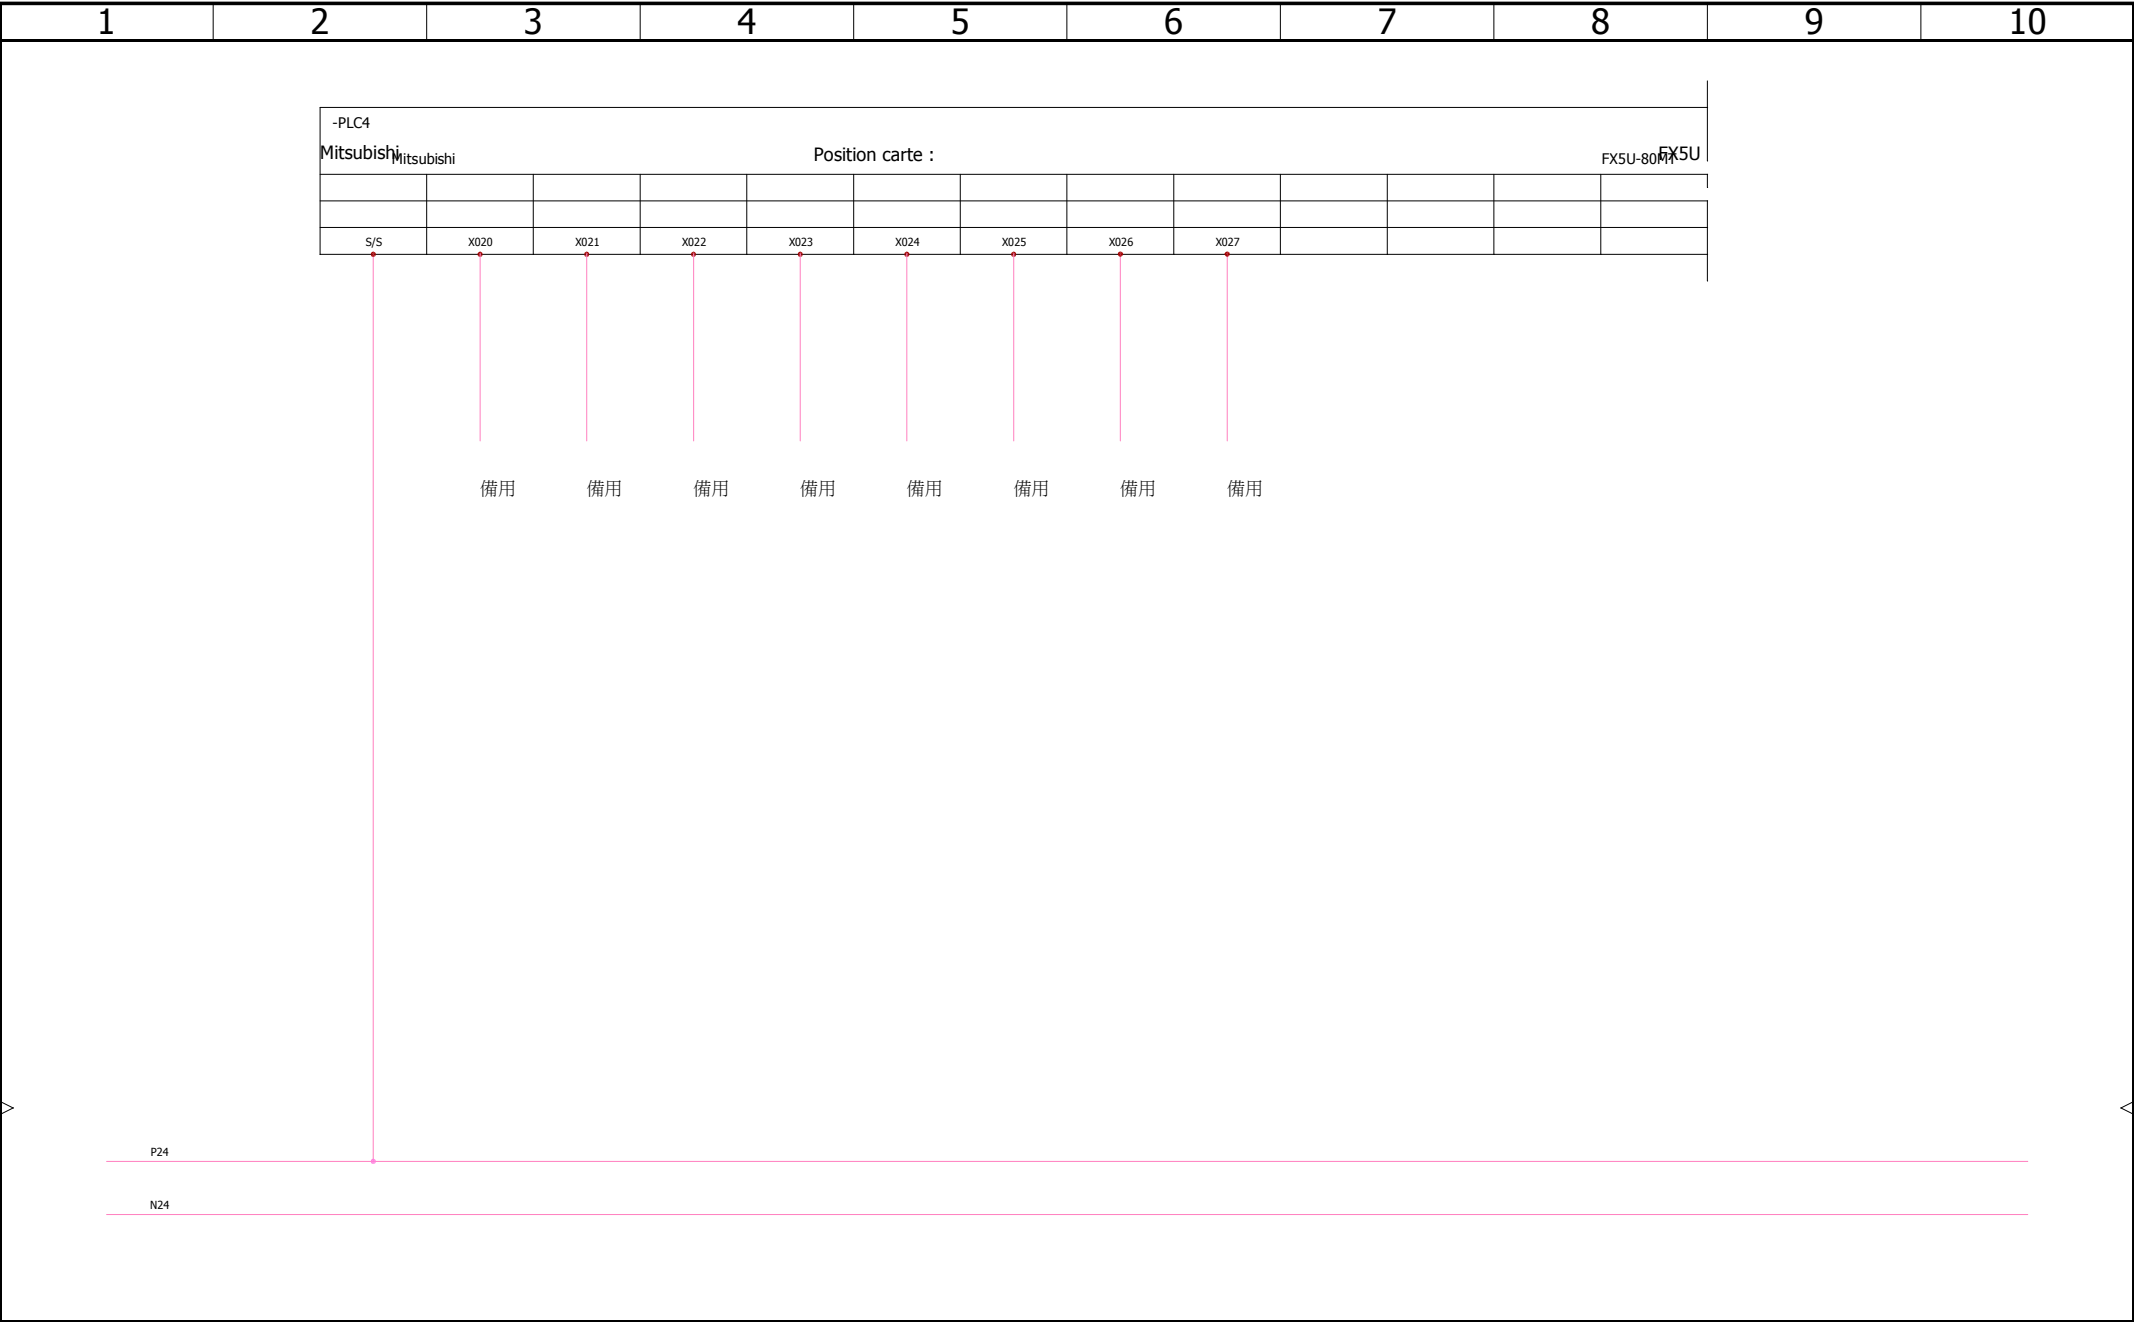 1 2 3 4 5 6 7 8 9 10
-PLC4
Mitsubishi Mitsubishi Position carte : FX5U-80MT FX5U
S/S X020 X021 X022 X023 X024 X025 X026 X027
備用 備用 備用 備用 備用 備用 備用 備用
P24
N24